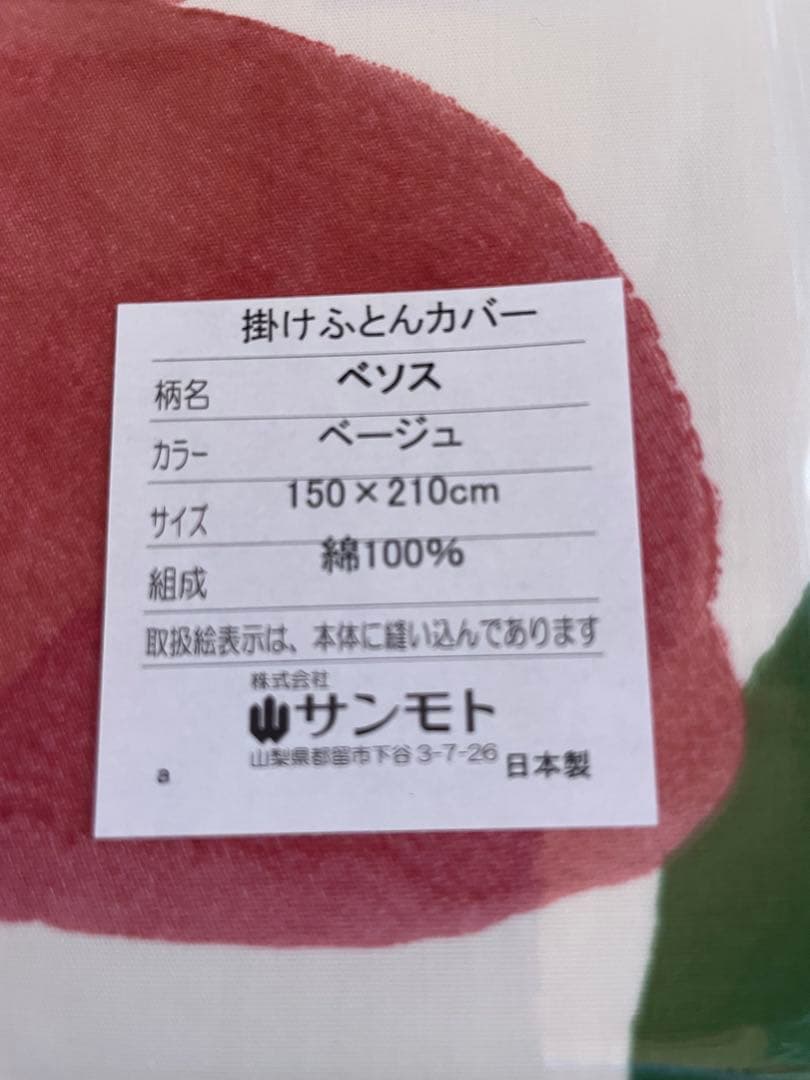 掛けふとんカバー
柄名 ベソス
カラー ベージュ
サイズ 150×210cm
組成 綿100%
取扱絵表示は、本体に縫い込んであります
株式会社
サンモト
山梨県都留市下谷3-7-26 日本製
a